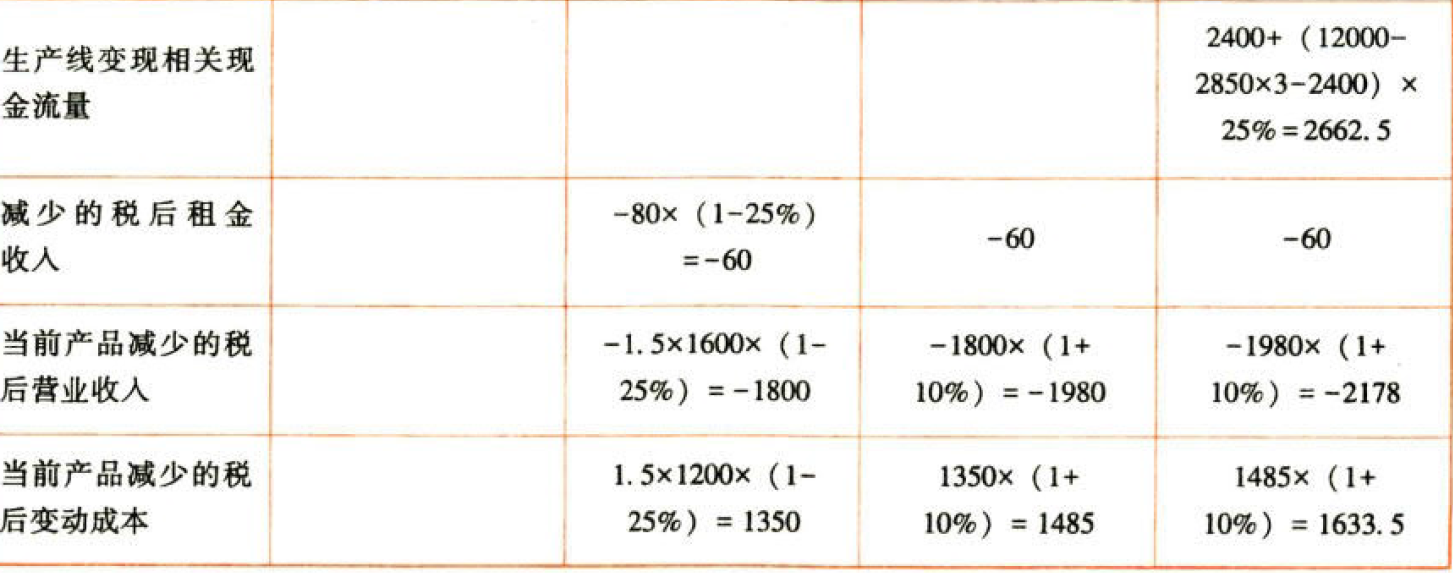 生产线变现相关现
金流量
2400+（12000-
2850×3-2400）×
25%=2662.5
减少的税后租金
收入
-80×（1-25%）
=-60
-60
-60
当前产品减少的税
后营业收入
-1.5×1600×（1-
25%）=-1800
-1800×（1+
10%）=-1980
-1980×（1+
10%）=-2178
当前产品减少的税
后变动成本
1.5×1200×（1-
25%）=1350
1350×（1+
10%）=1485
1485×（1+
10%）=1633.5